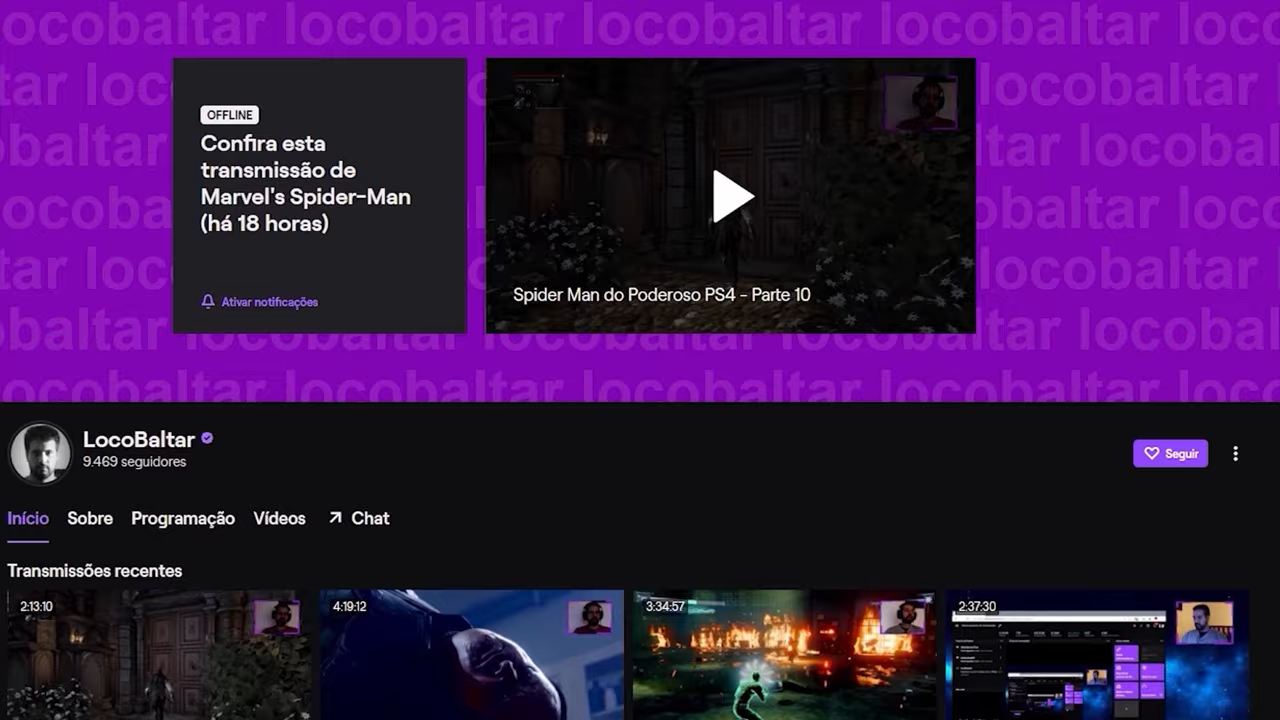 locobaltar locobaltar locobaltar locobaltar
OFFLINE
Confira esta
transmissão de
Marvel's Spider-Man
(há 18 horas)
Ativar notificações
Spider Man do Poderoso PS4 - Parte 10
LocoBaltar
9.469 seguidores
Seguir
Início Sobre Programação Vídeos Chat
Transmissões recentes
2:13:10
4:19:12
3:34:57
2:37:30